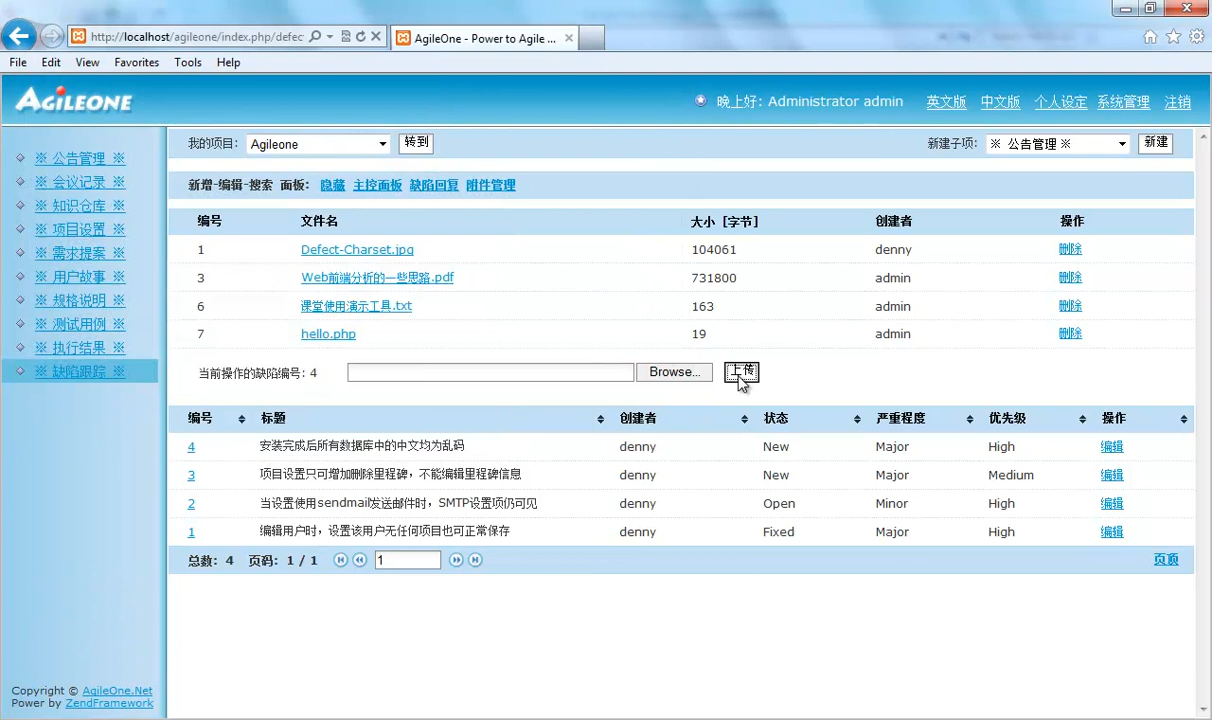 http://localhost/agileone/index.php/defec
AgileOne - Power to Agile ...
File Edit View Favorites Tools Help
AGILEONE
晚上好: Administrator admin 英文版 中文版 个人设定 系统管理 注销
我的项目: Agileone 转到 新建子项: ※ 公告管理 ※ 新建
※ 公告管理 ※
※ 会议记录 ※
※ 知识仓库 ※
※ 项目设置 ※
※ 需求提案 ※
※ 用户故事 ※
※ 规格说明 ※
※ 测试用例 ※
※ 执行结果 ※
※ 缺陷跟踪 ※
新增-编辑-搜索 面板: 隐藏 主控面板 缺陷回复 附件管理
编号 文件名 大小 [字节] 创建者 操作
1 Defect-Charset.jpg 104061 denny 删除
3 Web前端分析的一些思路.pdf 731800 admin 删除
6 课堂使用演示工具.txt 163 admin 删除
7 hello.php 19 admin 删除
当前操作的缺陷编号: 4 Browse... 上传
编号 标题 创建者 状态 严重程度 优先级 操作
4 安装完成后所有数据库中的中文均为乱码 denny New Major High 编辑
3 项目设置只可增加删除里程碑，不能编辑里程碑信息 denny New Major Medium 编辑
2 当设置使用sendmail发送邮件时，SMTP设置项仍可见 denny Open Minor High 编辑
1 编辑用户时，设置该用户无任何项目也可正常保存 denny Fixed Major High 编辑
总数: 4 页码: 1 / 1 1 页顶
Copyright © AgileOne.Net
Power by ZendFramework